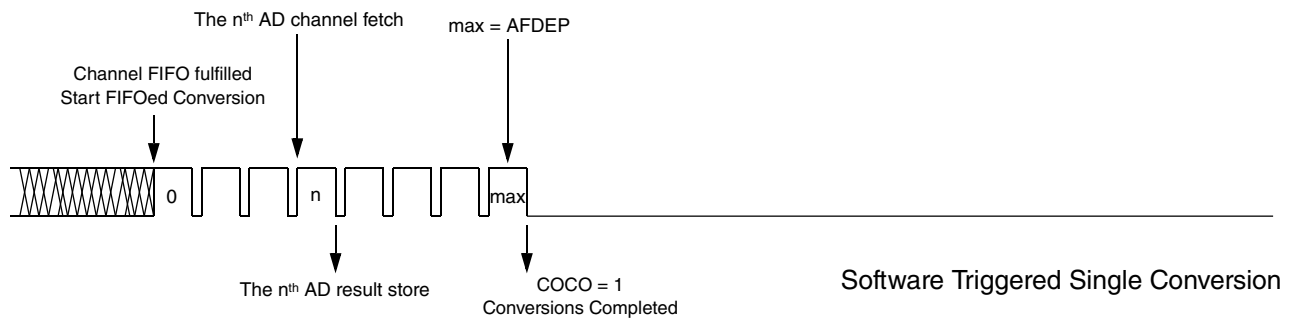 The nth AD channel fetch
max = AFDEP
Channel FIFO fulfilled
Start FIFOed Conversion
0
n
max
The nth AD result store
COCO = 1
Conversions Completed
Software Triggered Single Conversion